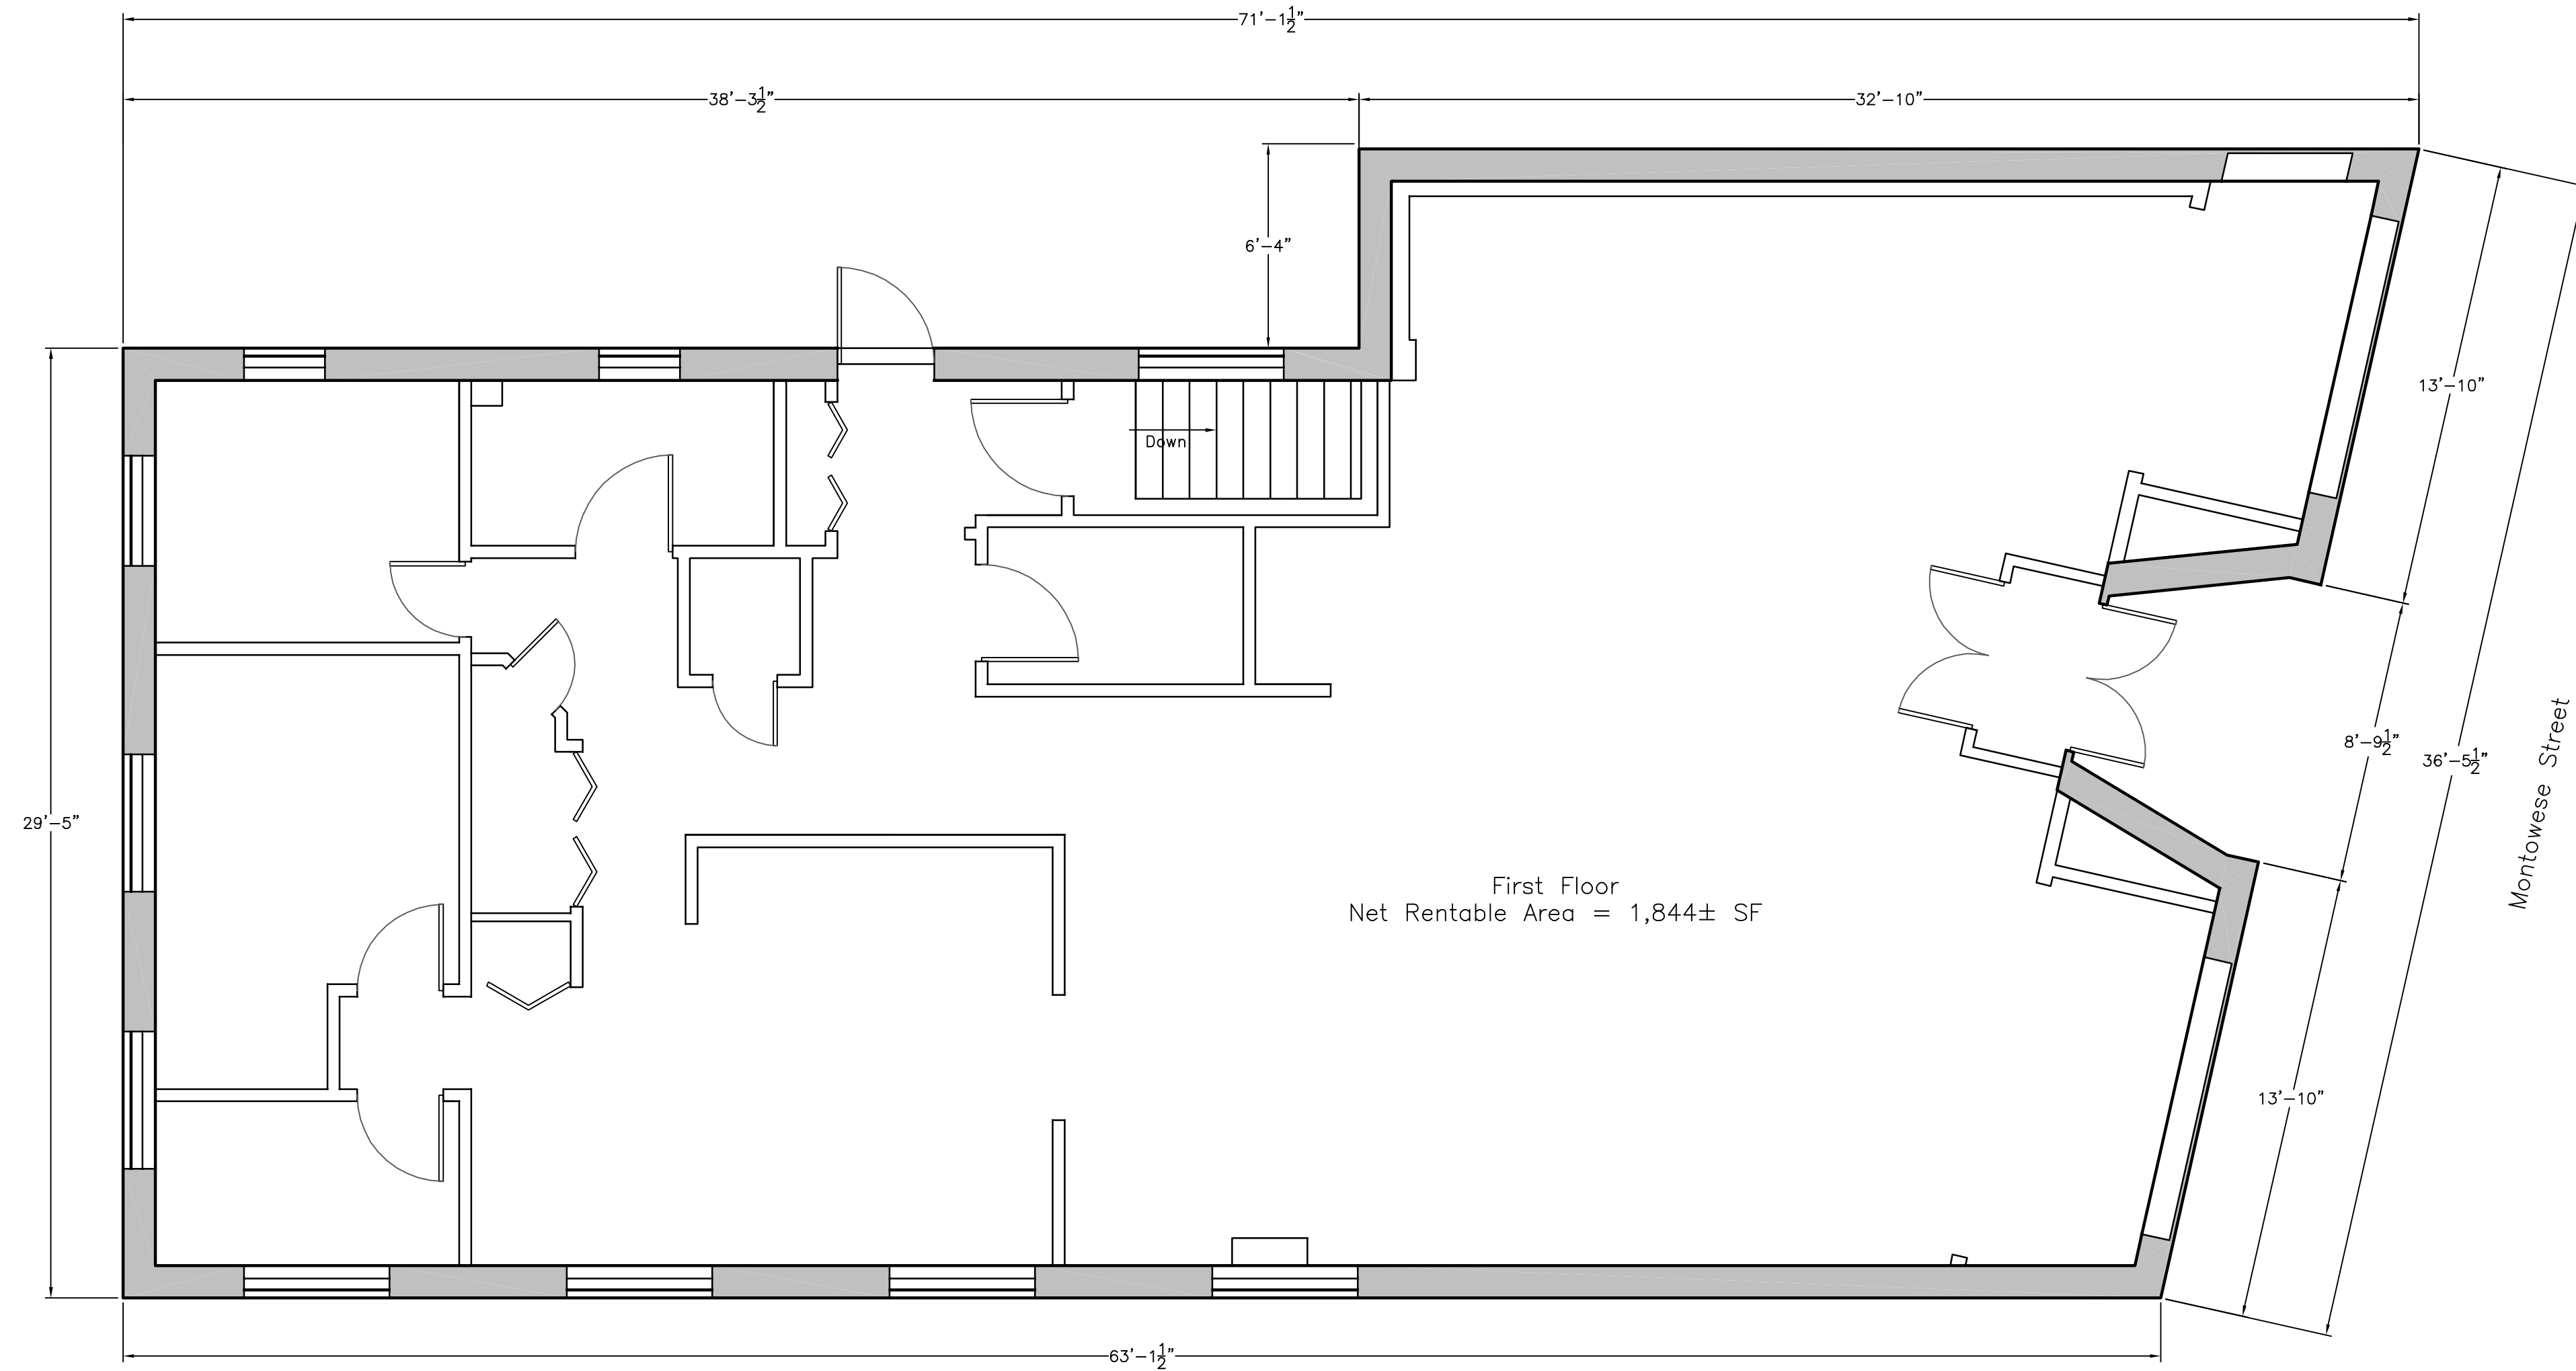 71'-1½"
38'-3½"
32'-10"
6'-4"
13'-10"
Down
8'-9½"
36'-5½"
Montowese Street
29'-5"
First Floor
Net Rentable Area = 1,844± SF
13'-10"
63'-1½"